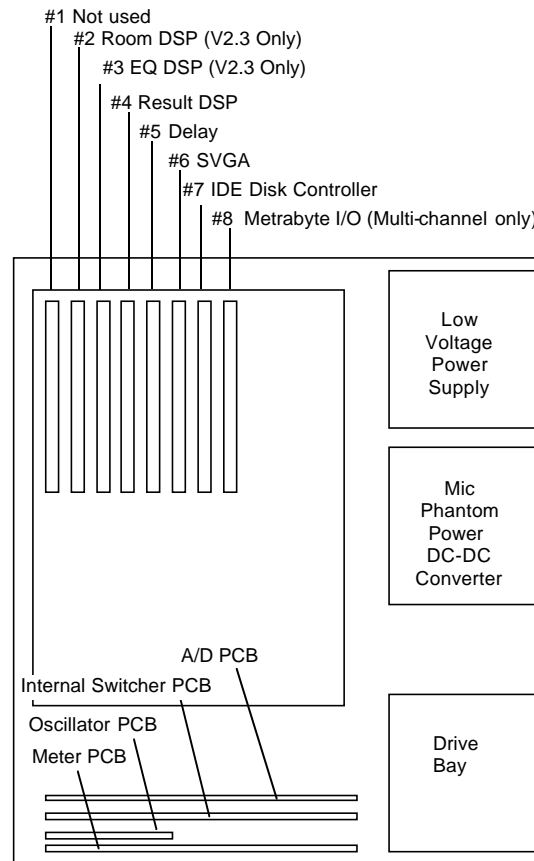 #1 Not used
#2 Room DSP (V2.3 Only)
#3 EQ DSP (V2.3 Only)
#4 Result DSP
#5 Delay
#6 SVGA
#7 IDE Disk Controller
#8 Metrabyte I/O (Multi-channel only)
Low
Voltage
Power
Supply
Mic
Phantom
Power
DC-DC
Converter
A/D PCB
Internal Switcher PCB
Oscillator PCB
Meter PCB
Drive
Bay